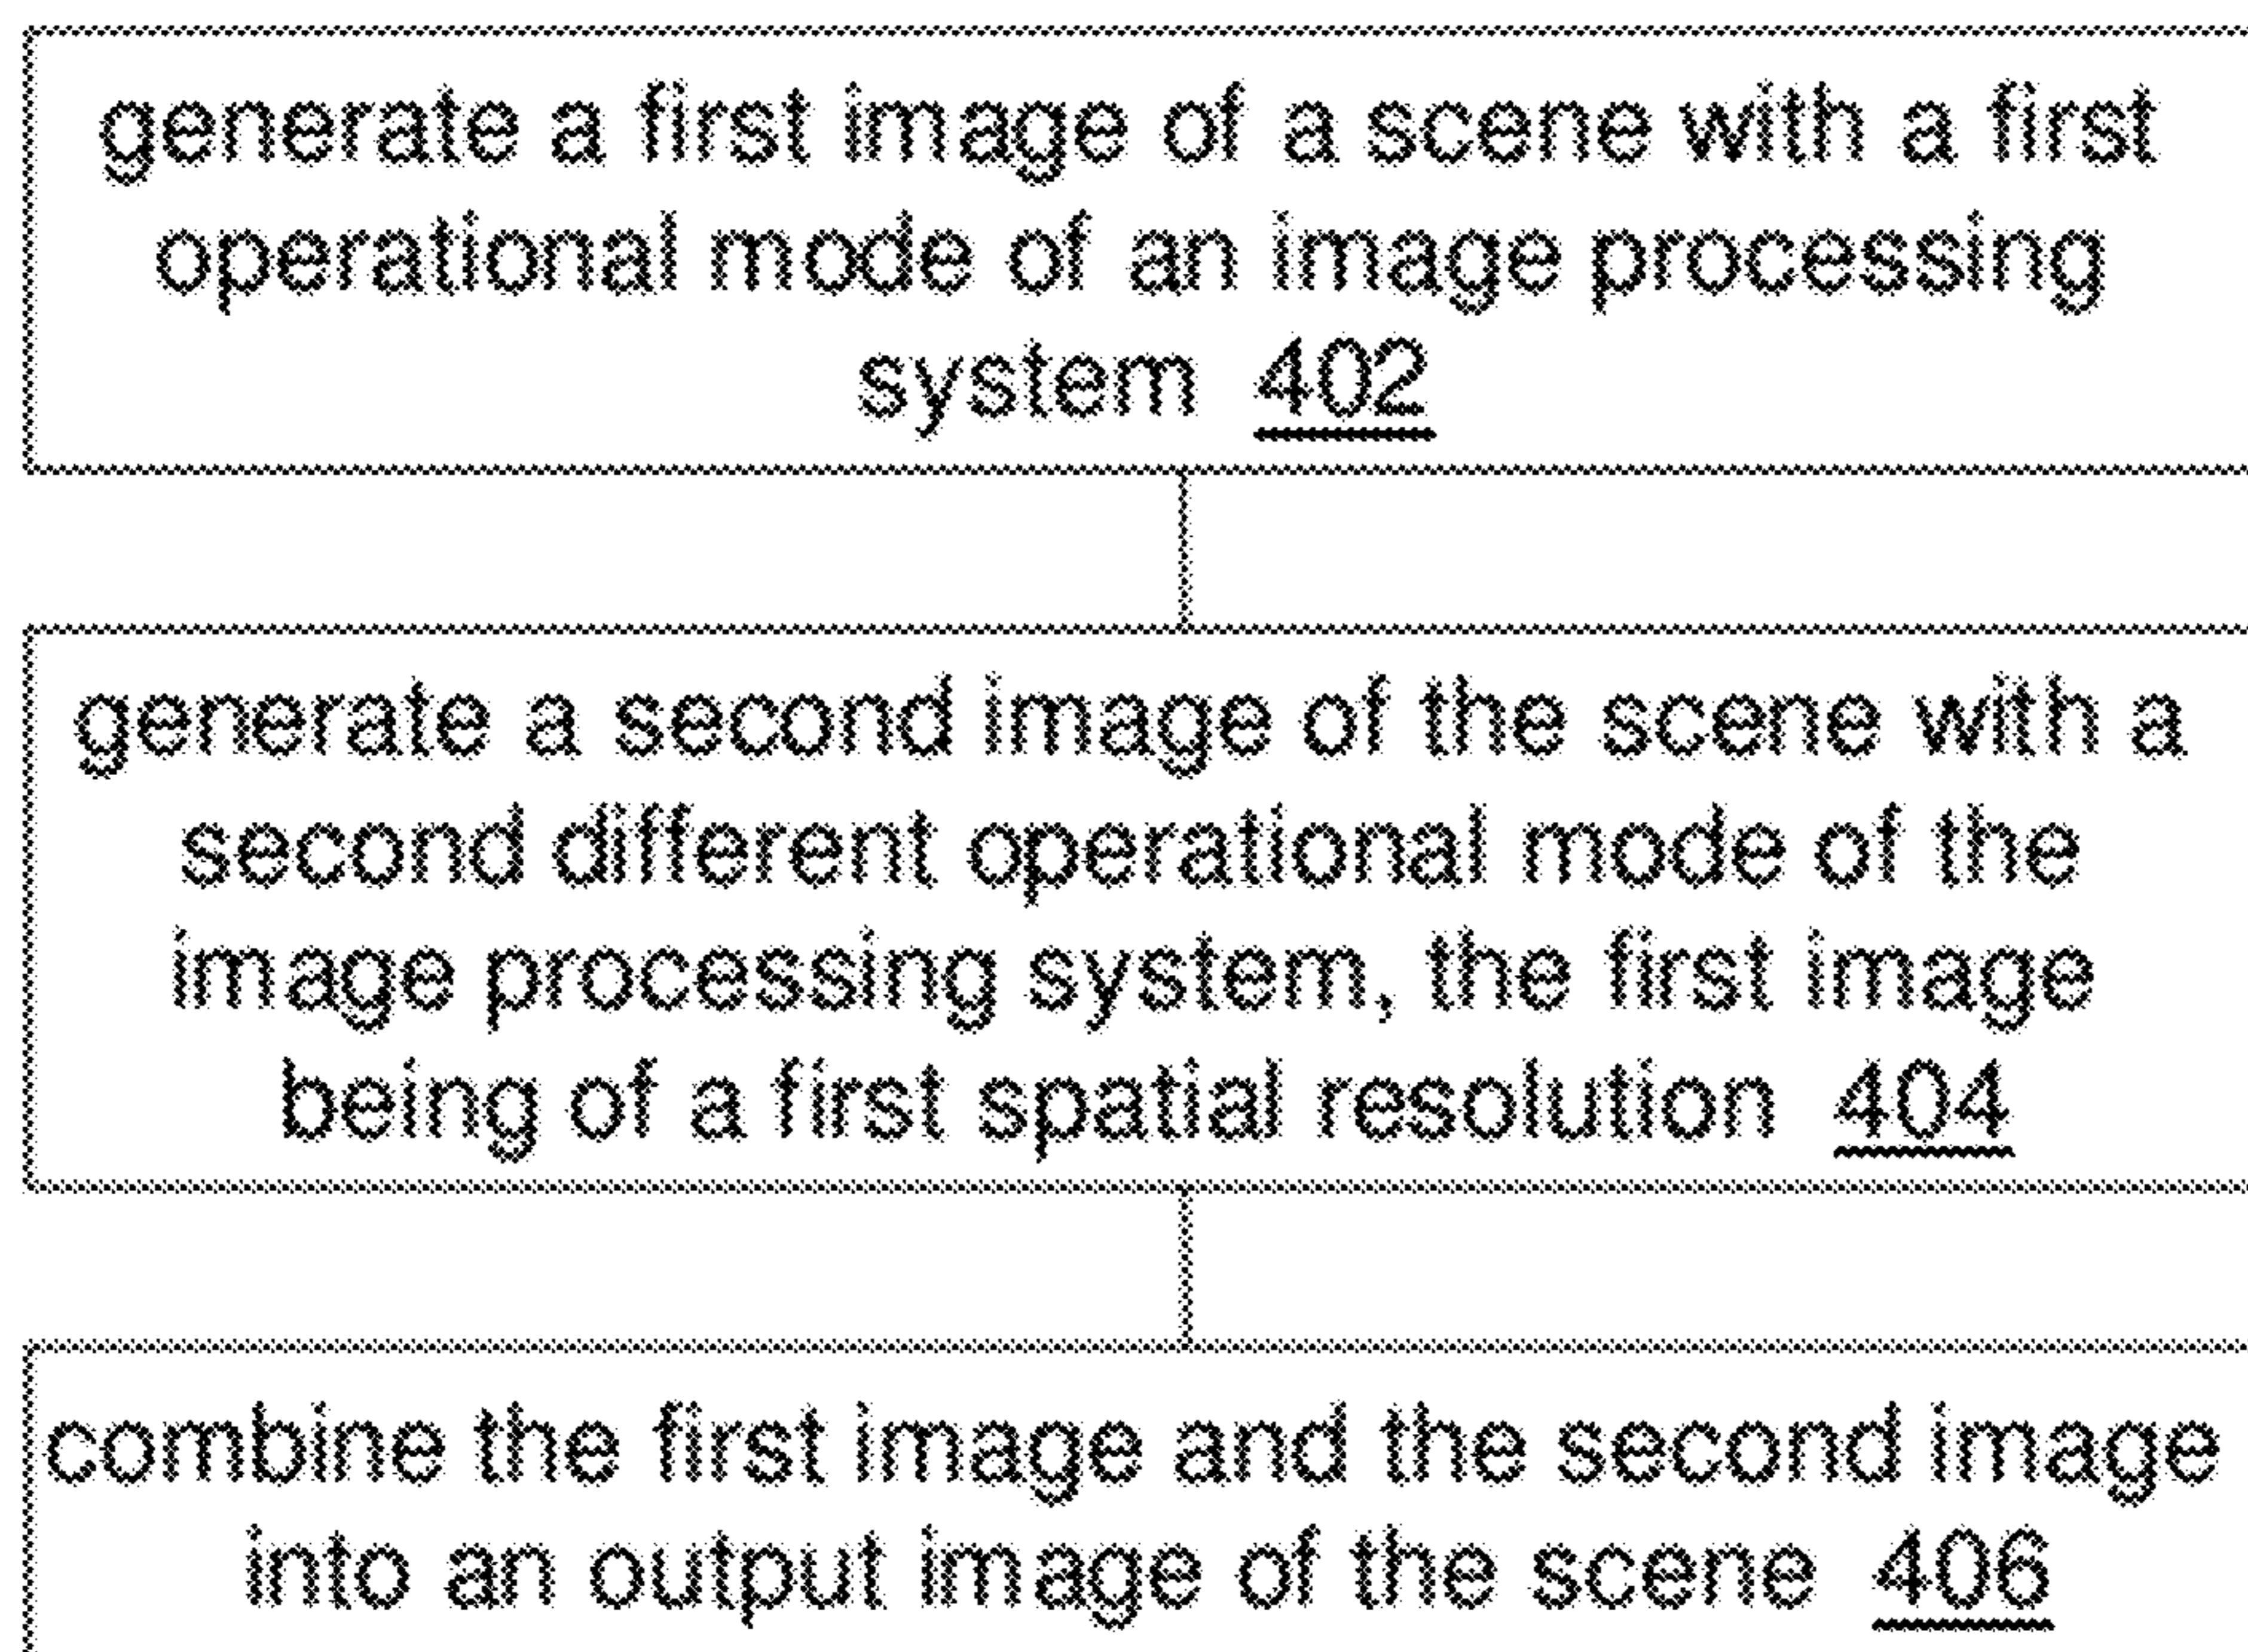 generate a first image of a scene with a first
operational mode of an image processing
system 402
generate a second image of the scene with a
second different operational mode of the
image processing system, the first image
being of a first spatial resolution 404
combine the first image and the second image
into an output image of the scene 406